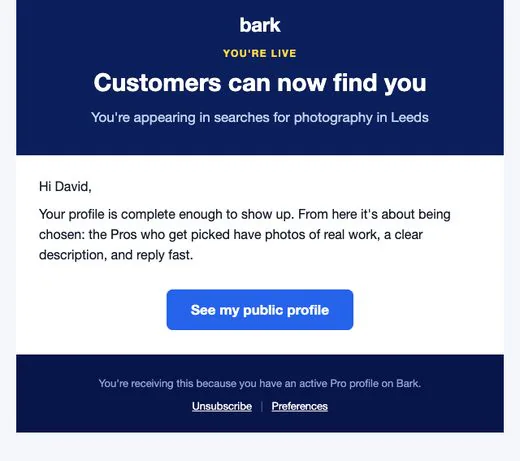 bark
YOU'RE LIVE
Customers can now find you
You're appearing in searches for photography in Leeds
Hi David,
Your profile is complete enough to show up. From here it's about being
chosen: the Pros who get picked have photos of real work, a clear
description, and reply fast.
See my public profile
You're receiving this because you have an active Pro profile on Bark.
Unsubscribe | Preferences